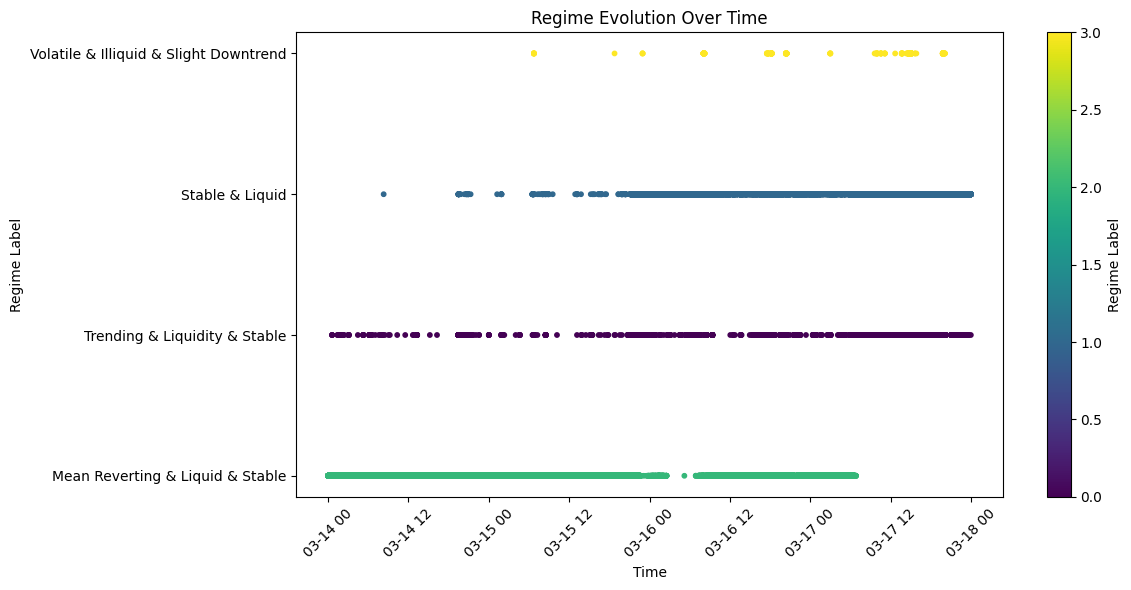 Regime Evolution Over Time
Volatile & Illiquid & Slight Downtrend
Stable & Liquid
Trending & Liquidity & Stable
Mean Reverting & Liquid & Stable
Regime Label
03-14 00
03-14 12
03-15 00
03-15 12
03-16 00
03-16 12
03-17 00
03-17 12
03-18 00
Time
3.0
2.5
2.0
1.5
1.0
0.5
0.0
Regime Label